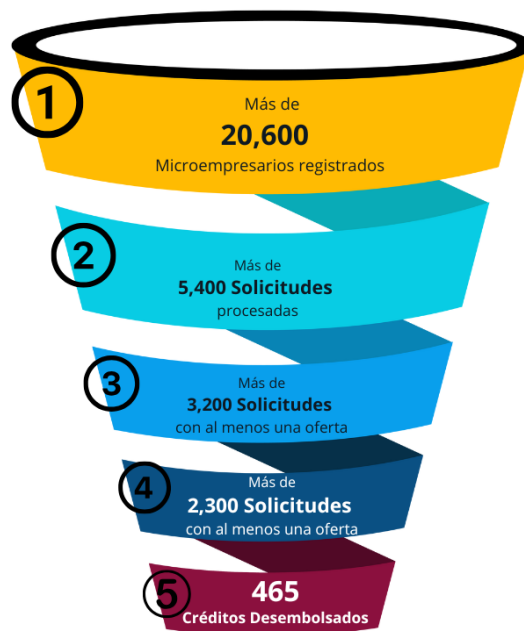 1
Más de
20,600
Microempresarios registrados
2
Más de
5,400 Solicitudes
procesadas
3
Más de
3,200 Solicitudes
con al menos una oferta
4
Más de
2,300 Solicitudes
con al menos una oferta
5
465
Créditos Desembolsados